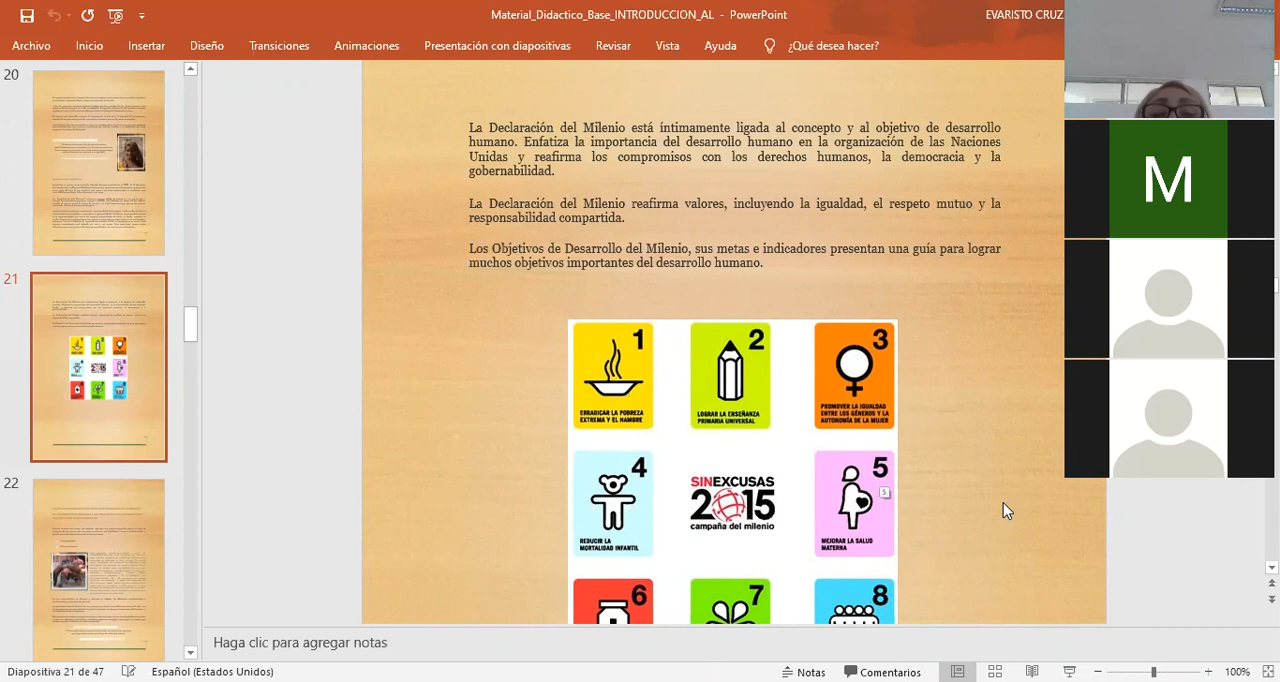 Material_Didactico_Base_INTRODUCCION_AL - PowerPoint
EVARISTO CRUZ
Archivo Inicio Insertar Diseño Transiciones Animaciones Presentación con diapositivas Revisar Vista Ayuda ¿Qué desea hacer?
20
21
22
La Declaración del Milenio está íntimamente ligada al concepto y al objetivo de desarrollo
humano. Enfatiza la importancia del desarrollo humano en la organización de las Naciones
Unidas y reafirma los compromisos con los derechos humanos, la democracia y la
gobernabilidad.
La Declaración del Milenio reafirma valores, incluyendo la igualdad, el respeto mutuo y la
responsabilidad compartida.
Los Objetivos de Desarrollo del Milenio, sus metas e indicadores presentan una guía para lograr
muchos objetivos importantes del desarrollo humano.
1
ERRADICAR LA POBREZA
EXTREMA Y EL HAMBRE
2
LOGRAR LA ENSEÑANZA
PRIMARIA UNIVERSAL
3
PROMOVER LA IGUALDAD
ENTRE LOS GÉNEROS Y LA
AUTONOMÍA DE LA MUJER
4
REDUCIR LA
MORTALIDAD INFANTIL
SINEXCUSAS
2015
campaña del milenio
5
5
MEJORAR LA SALUD
MATERNA
6
7
8
M
Haga clic para agregar notas
Diapositiva 21 de 47 Español (Estados Unidos) Notas Comentarios 100%